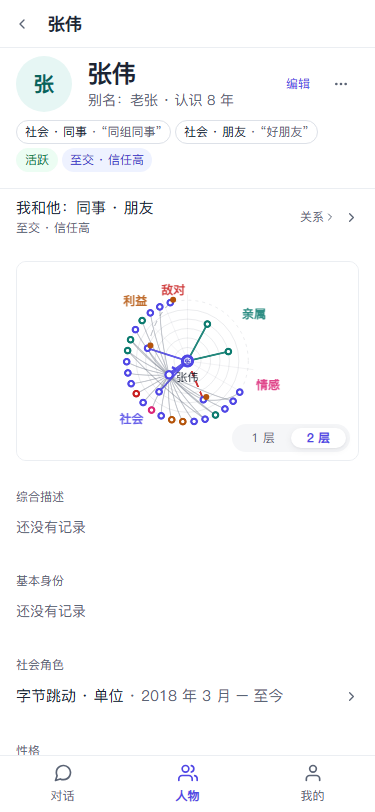 张伟
张
张伟
编辑
别名：老张 · 认识 8 年
社会 · 同事 · “同组同事”
社会 · 朋友 · “好朋友”
活跃
至交 · 信任高
我和他：同事 · 朋友
关系
至交 · 信任高
敌对
利益
亲属
张伟
情感
社会
1 层
2 层
综合描述
还没有记录
基本身份
还没有记录
社会角色
字节跳动 · 单位 · 2018 年 3 月 — 至今
性格
对话
人物
我的